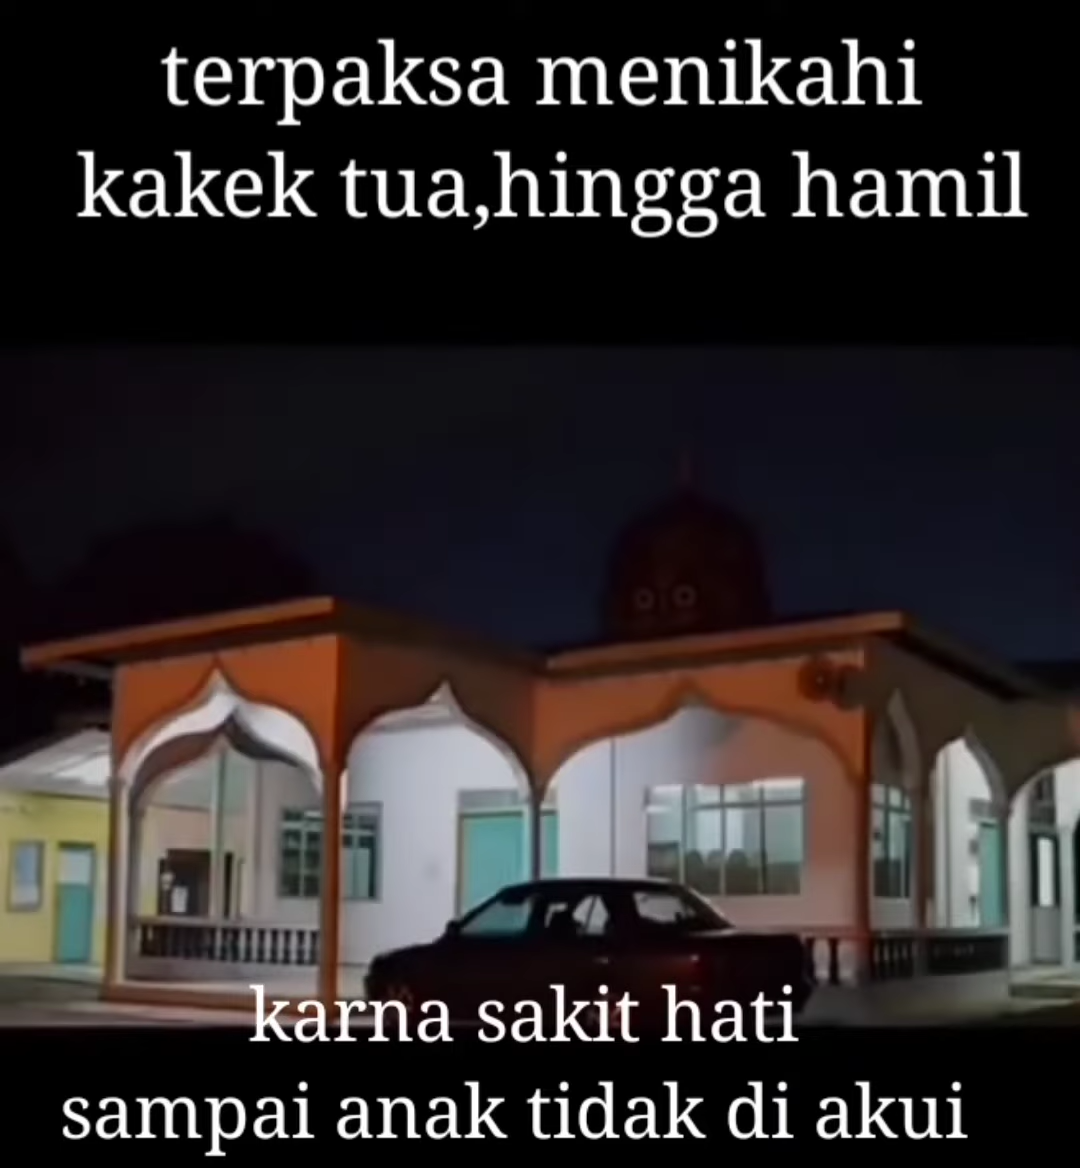 terpaksa menikahi
kakek tua,hingga hamil
karna sakit hati
sampai anak tidak di akui